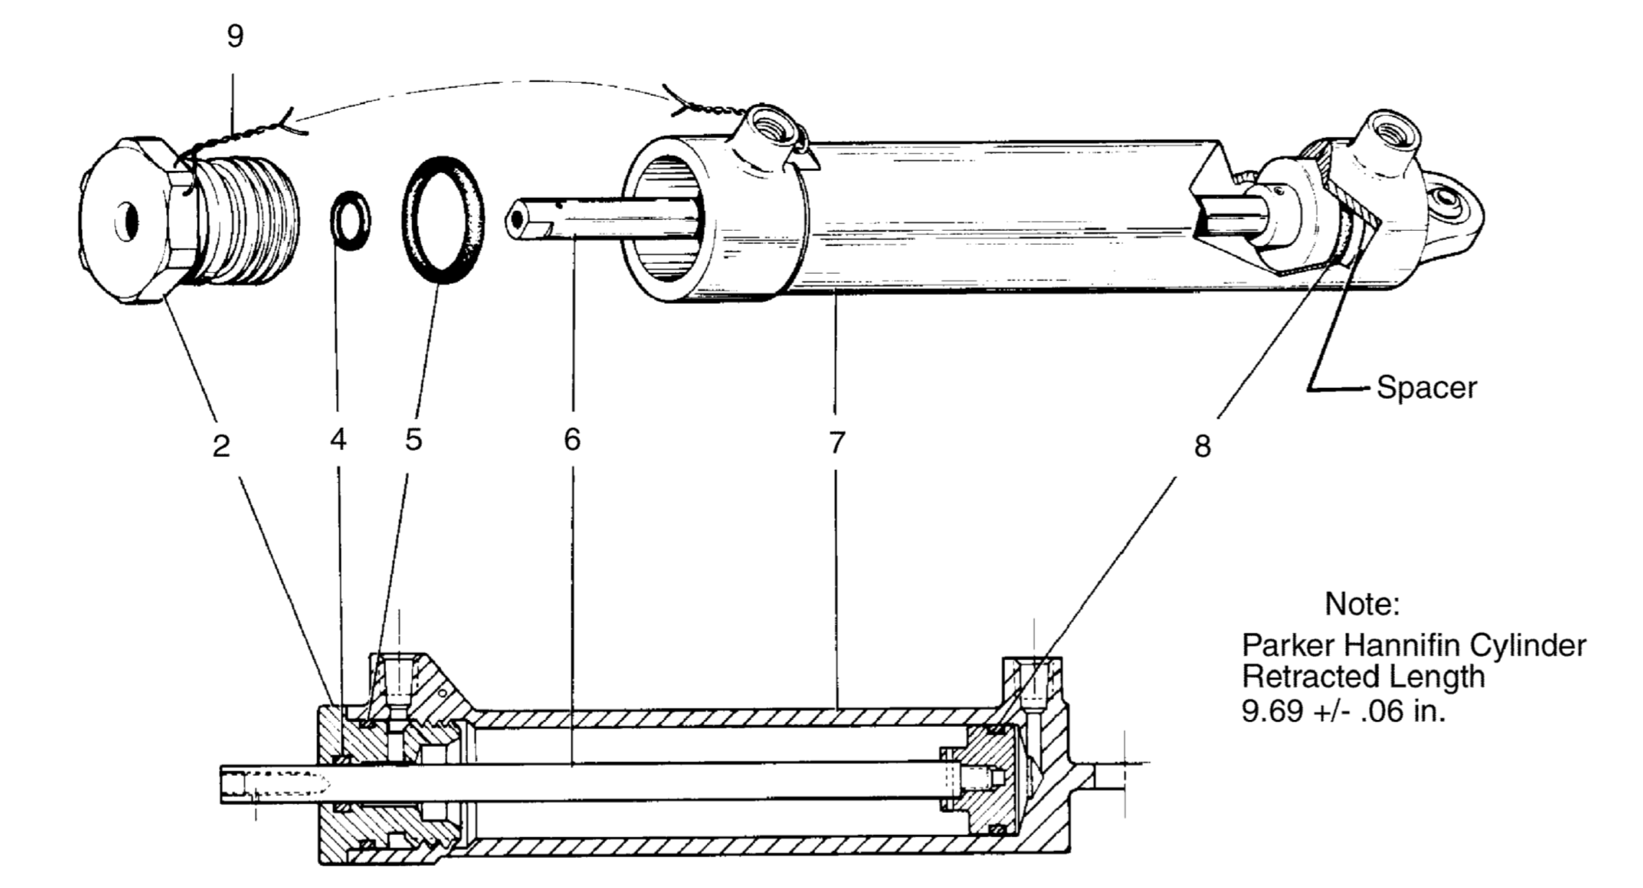 9
Spacer
2
4
5
6
7
8
Note:
Parker Hannifin Cylinder
Retracted Length
9.69 +/- .06 in.